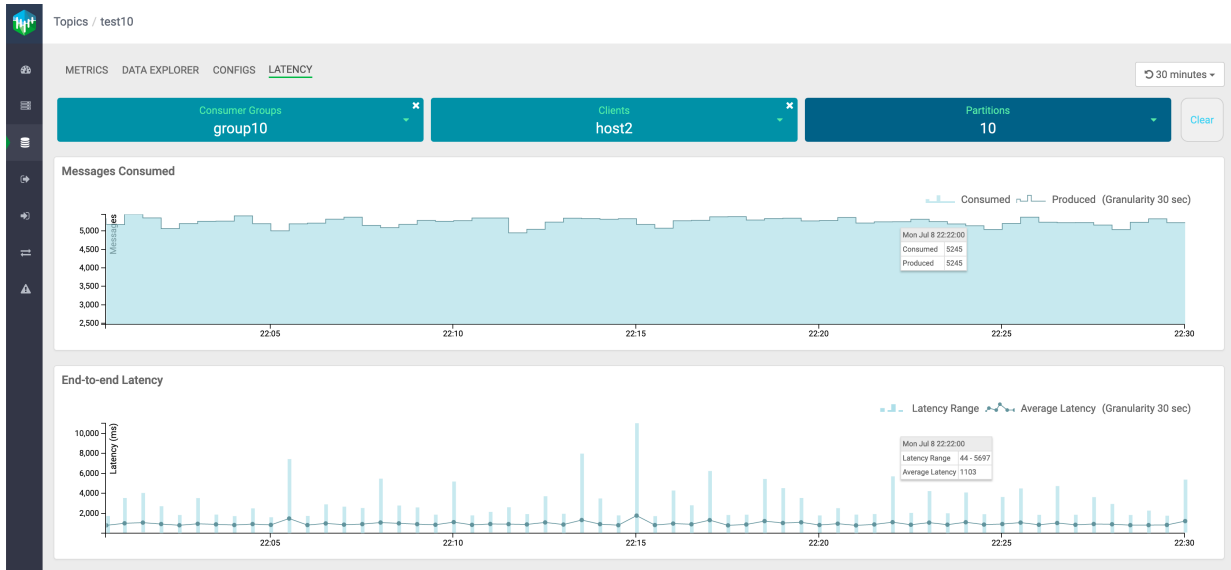 Topics / test10
METRICS DATA EXPLORER CONFIGS LATENCY
30 minutes
Consumer Groups
group10
Clients
host2
Partitions
10
Clear
Messages Consumed
Consumed Produced (Granularity 30 sec)
Messages
5,000
4,500
4,000
3,500
3,000
2,500
Mon Jul 8 22:22:00
Consumed 5245
Produced 5245
22:05 22:10 22:15 22:20 22:25 22:30
End-to-end Latency
Latency Range Average Latency (Granularity 30 sec)
Latency (ms)
10,000
8,000
6,000
4,000
2,000
Mon Jul 8 22:22:00
Latency Range 44 - 5697
Average Latency 1103
22:05 22:10 22:15 22:20 22:25 22:30